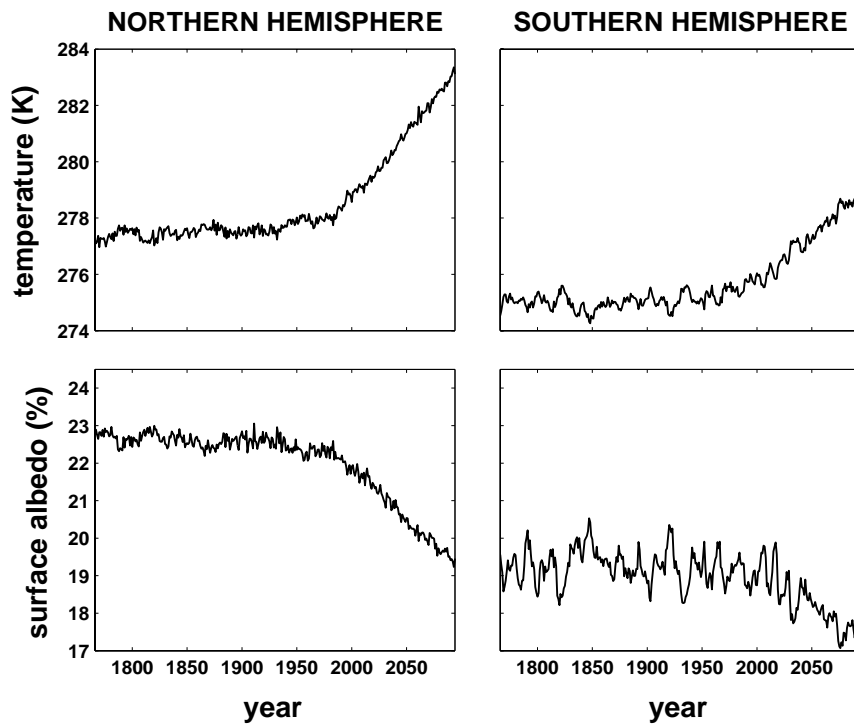 NORTHERN HEMISPHERE
SOUTHERN HEMISPHERE
temperature (K)
284
282
280
278
276
274
surface albedo (%)
24
23
22
21
20
19
18
17
1800 1850 1900 1950 2000 2050
1800 1850 1900 1950 2000 2050
year
year